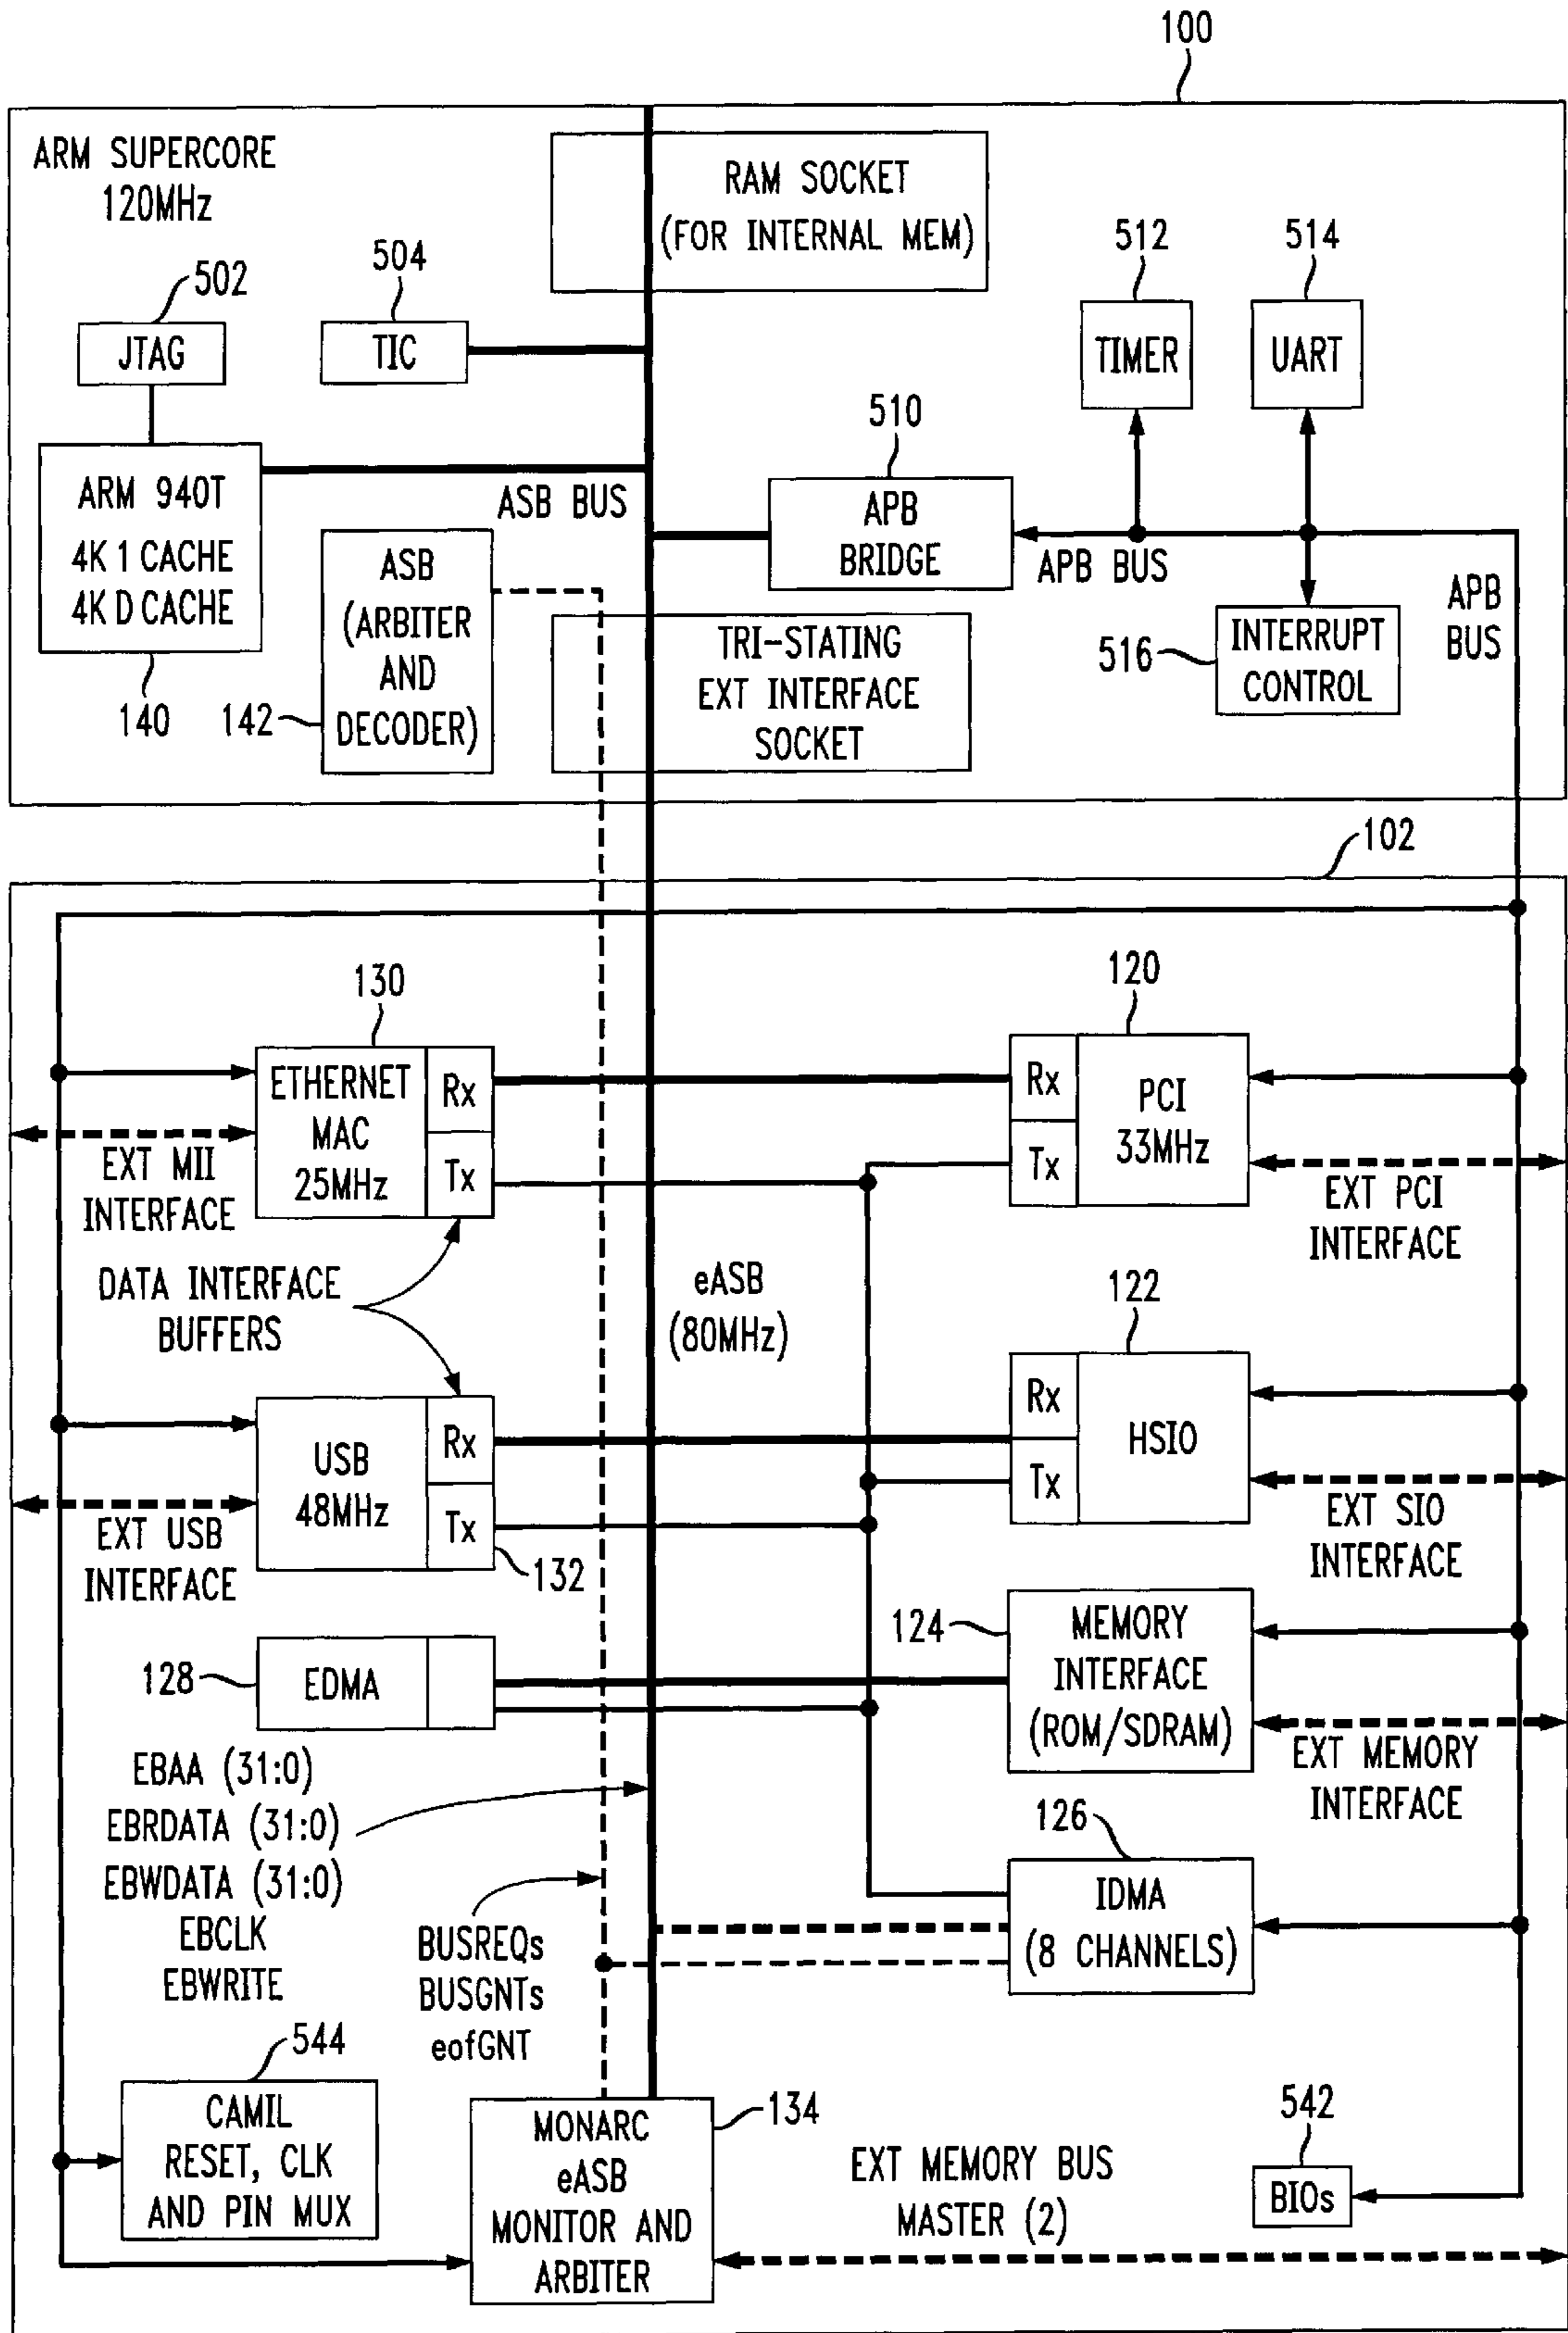 100
ARM SUPERCORE
120MHz
RAM SOCKET
(FOR INTERNAL MEM)
502
504
512
514
JTAG
TIC
TIMER
UART
510
ARM 940T
4K 1 CACHE
4K D CACHE
140
ASB BUS
ASB
(ARBITER
AND
DECODER)
142
APB
BRIDGE
APB BUS
APB
BUS
TRI-STATING
EXT INTERFACE
SOCKET
516
INTERRUPT
CONTROL
102
130
ETHERNET
MAC
25MHz
Rx
Tx
120
Rx
Tx
PCI
33MHz
EXT MII
INTERFACE
EXT PCI
INTERFACE
DATA INTERFACE
BUFFERS
eASB
(80MHz)
122
USB
48MHz
Rx
Tx
132
Rx
Tx
HSIO
EXT USB
INTERFACE
EXT SIO
INTERFACE
128
EDMA
124
MEMORY
INTERFACE
(ROM/SDRAM)
EXT MEMORY
INTERFACE
EBAA (31:0)
EBRDATA (31:0)
EBWDATA (31:0)
EBCLK
EBWRITE
126
IDMA
(8 CHANNELS)
BUSREQs
BUSGNTs
eofGNT
544
CAMIL
RESET, CLK
AND PIN MUX
MONARC
eASB
MONITOR AND
ARBITER
134
EXT MEMORY BUS
MASTER (2)
542
BIOs